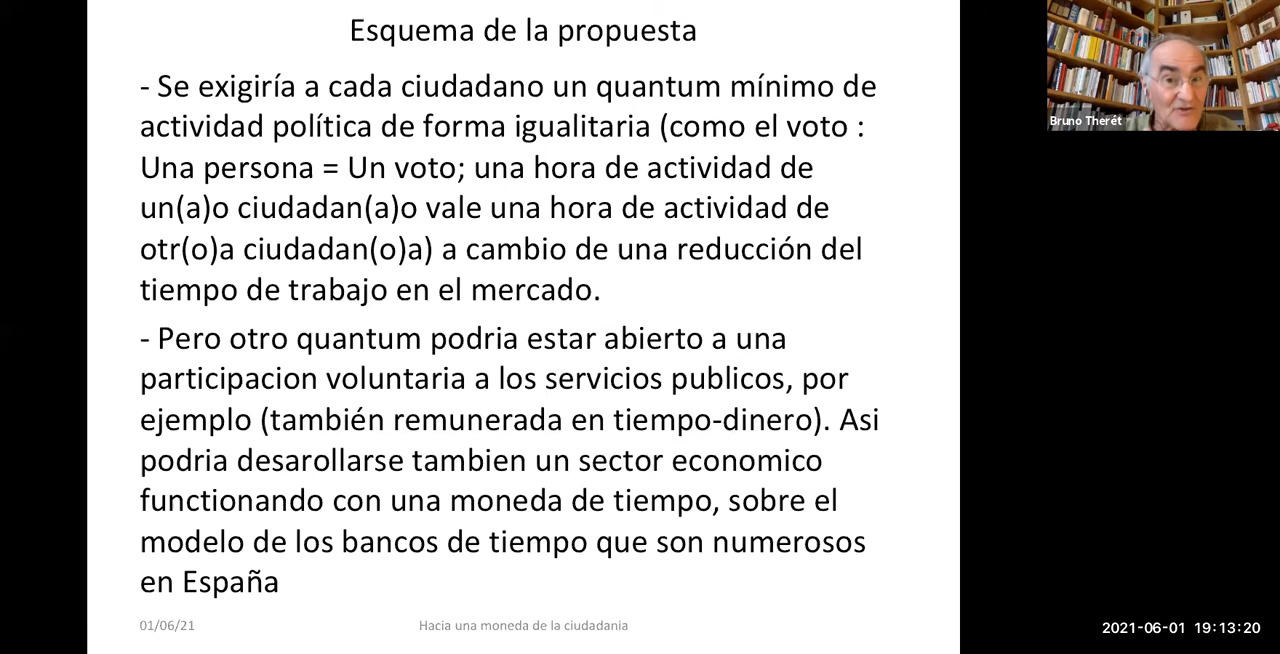 Esquema de la propuesta
- Se exigiría a cada ciudadano un quantum mínimo de
actividad política de forma igualitaria (como el voto :
Una persona = Un voto; una hora de actividad de
un(a)o ciudadan(a)o vale una hora de actividad de
otr(o)a ciudadan(o)a) a cambio de una reducción del
tiempo de trabajo en el mercado.
- Pero otro quantum podria estar abierto a una
participacion voluntaria a los servicios publicos, por
ejemplo (también remunerada en tiempo-dinero). Asi
podria desarollarse tambien un sector economico
functionando con una moneda de tiempo, sobre el
modelo de los bancos de tiempo que son numerosos
en España
01/06/21
Hacia una moneda de la ciudadania
Bruno Therét
2021-06-01 19:13:20